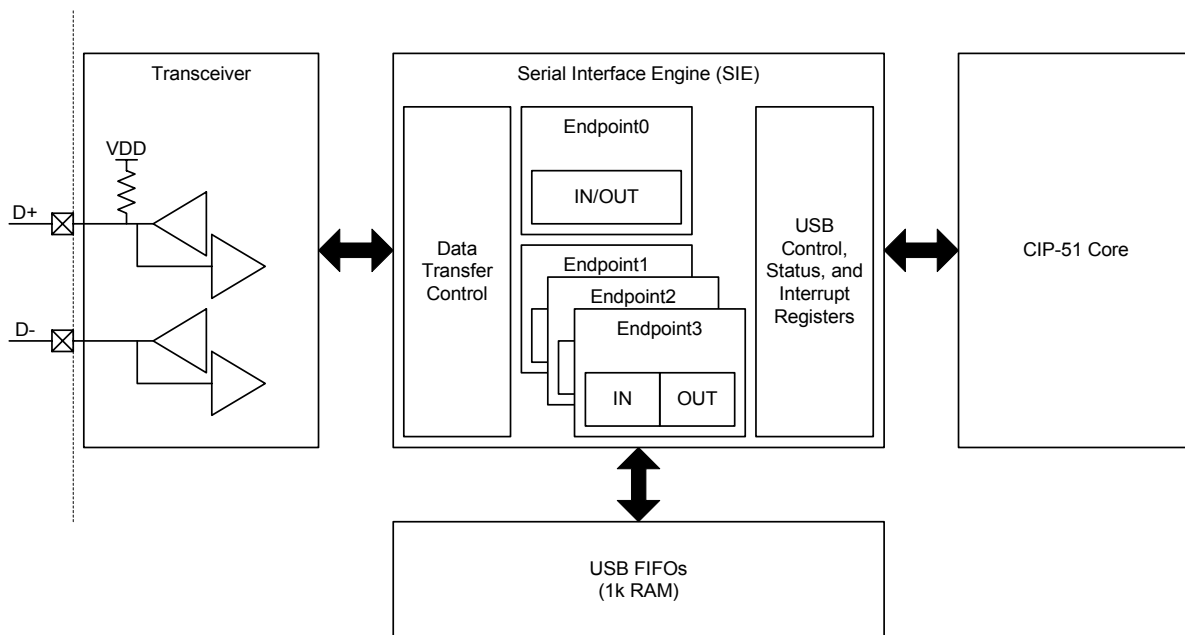 Transceiver
VDD
D+
D-
Serial Interface Engine (SIE)
Data
Transfer
Control
Endpoint0
IN/OUT
Endpoint1
Endpoint2
Endpoint3
IN
OUT
USB
Control,
Status, and
Interrupt
Registers
CIP-51 Core
USB FIFOs
(1k RAM)